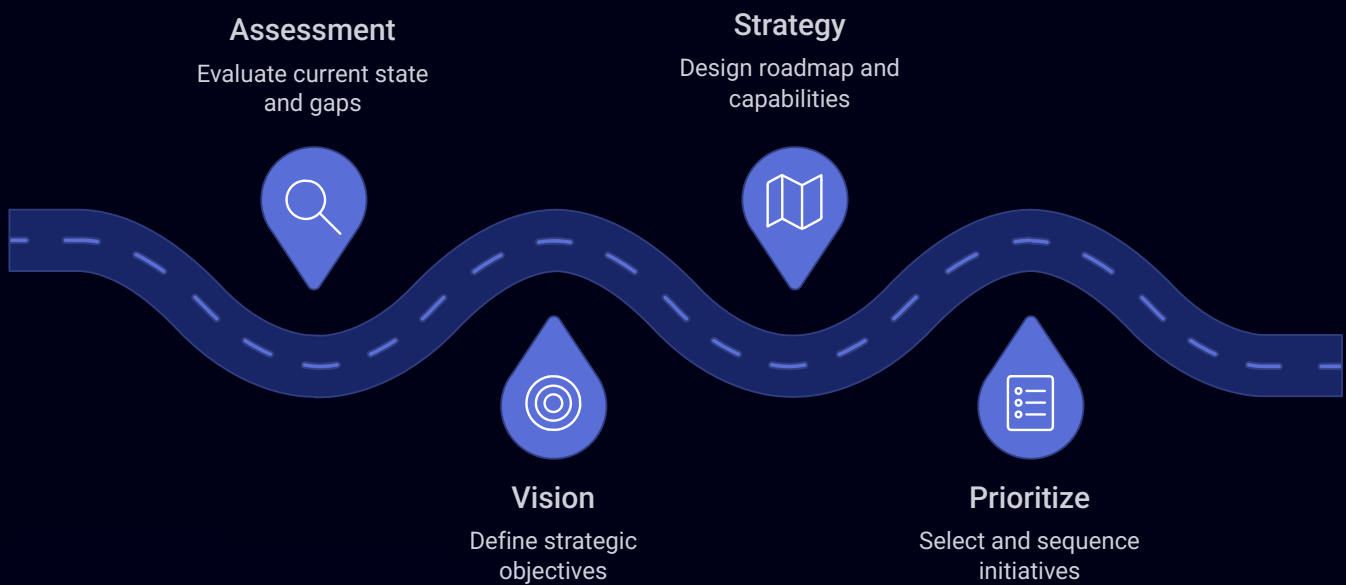 Assessment
Evaluate current state
and gaps
Vision
Define strategic
objectives
Strategy
Design roadmap and
capabilities
Prioritize
Select and sequence
initiatives